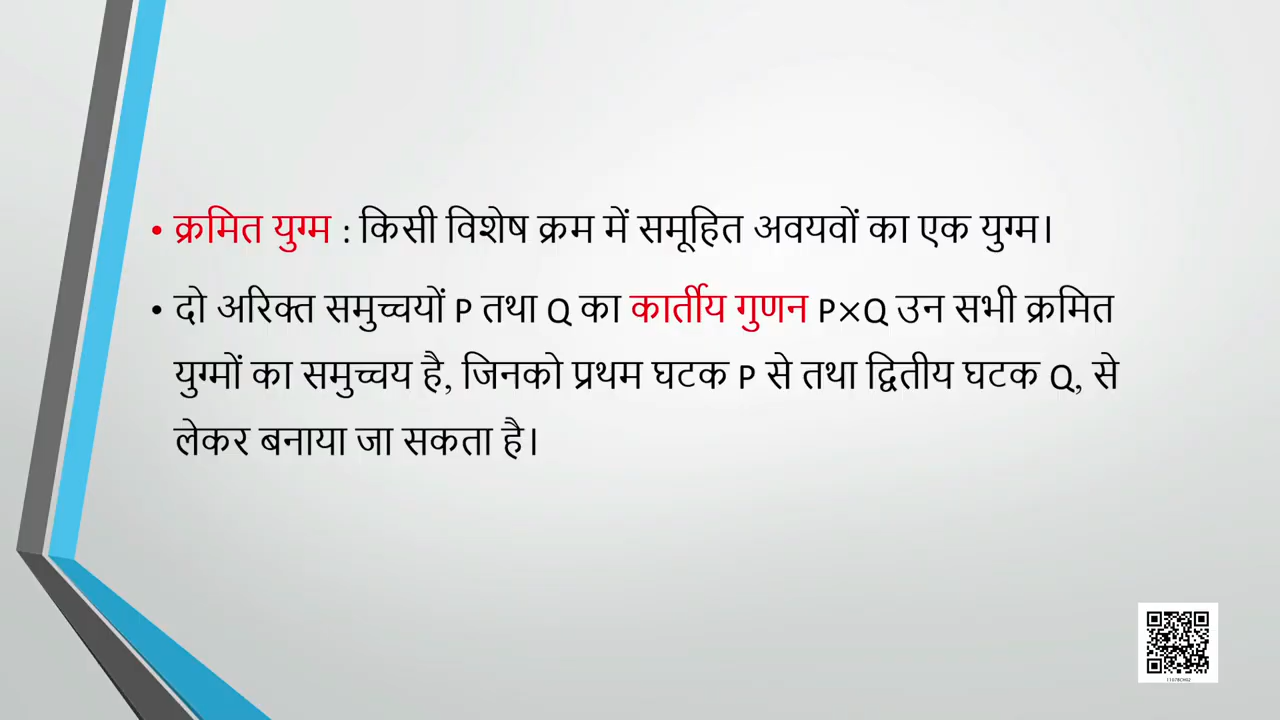 • क्रमित युग्म : किसी विशेष क्रम में समूहित अवयवों का एक युग्म।
• दो अरिक्त समुच्चयों P तथा Q का कार्तीय गुणन P×Q उन सभी क्रमित
युग्मों का समुच्चय है, जिनको प्रथम घटक P से तथा द्वितीय घटक Q, से
लेकर बनाया जा सकता है।